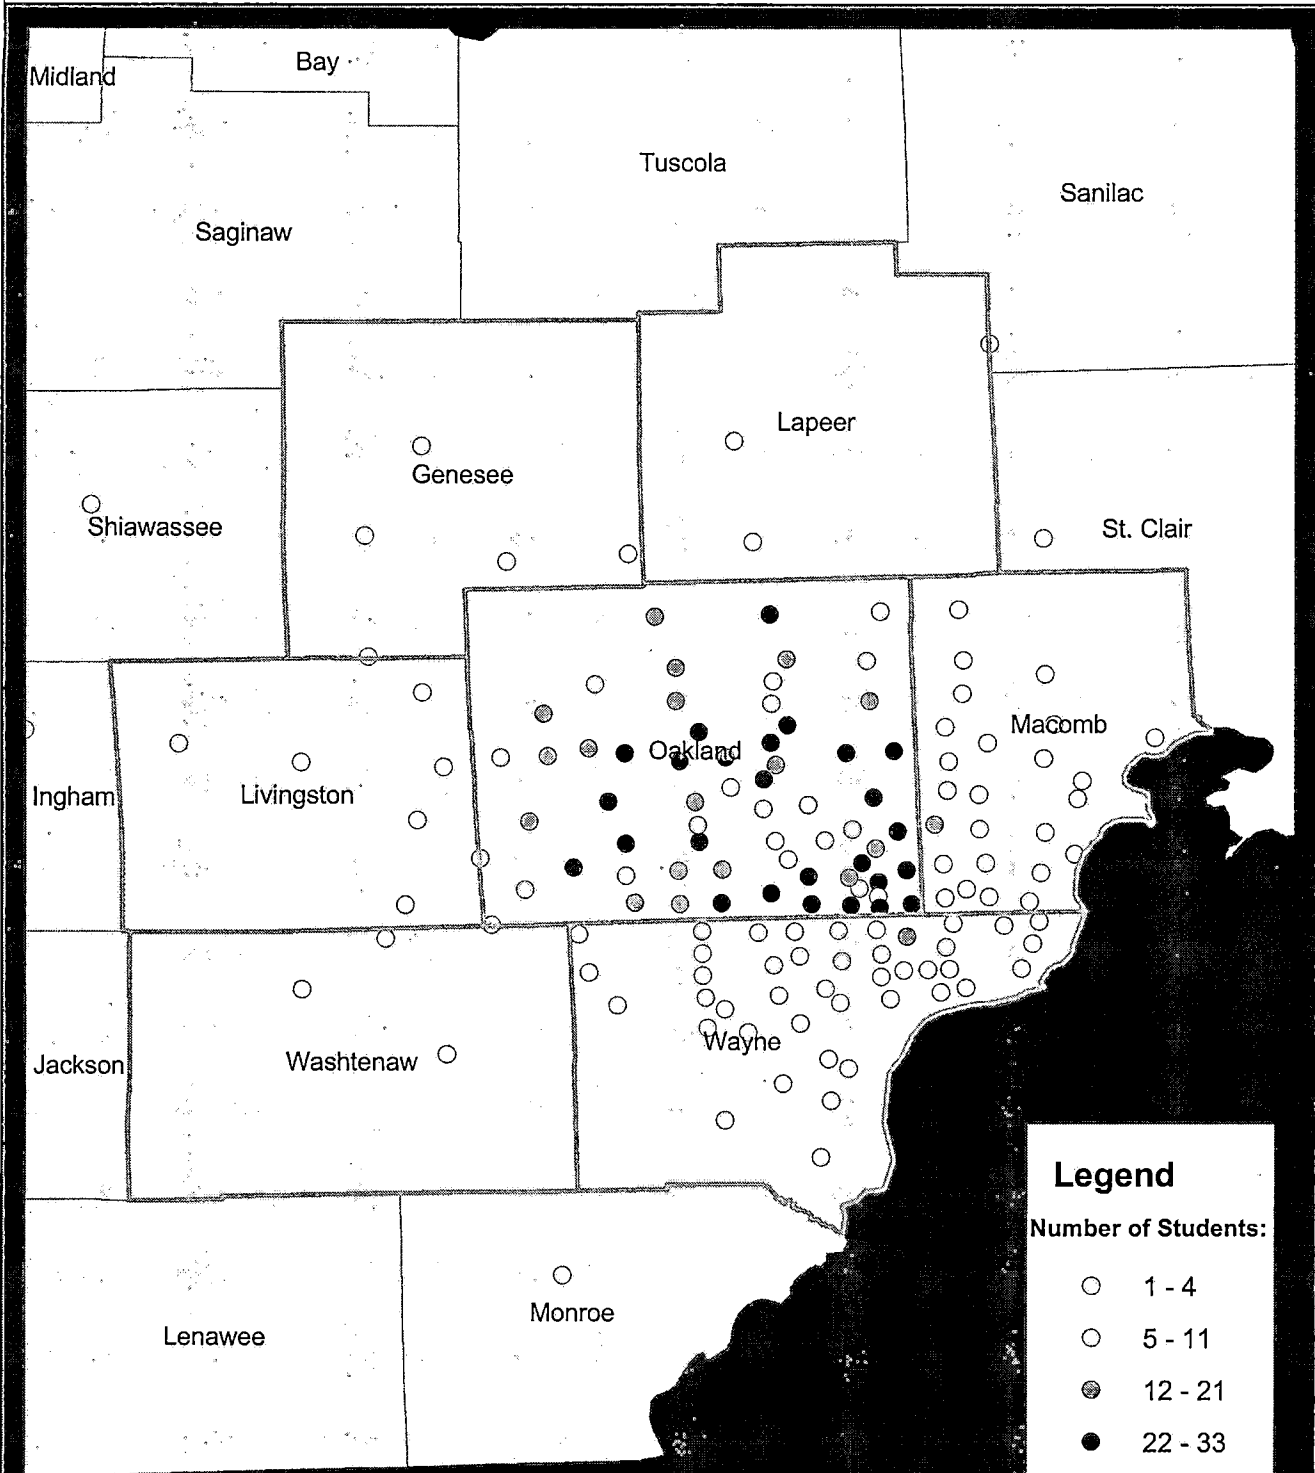 Midland
Bay
Tuscola
Sanilac
Saginaw
Lapeer
Genesee
Shiawassee
St. Clair
Macomb
Oakland
Ingham
Livingston
Wayne
Jackson
Washtenaw
Legend
Number of Students:
1 - 4
5 - 11
12 - 21
22 - 33
Monroe
Lenawee